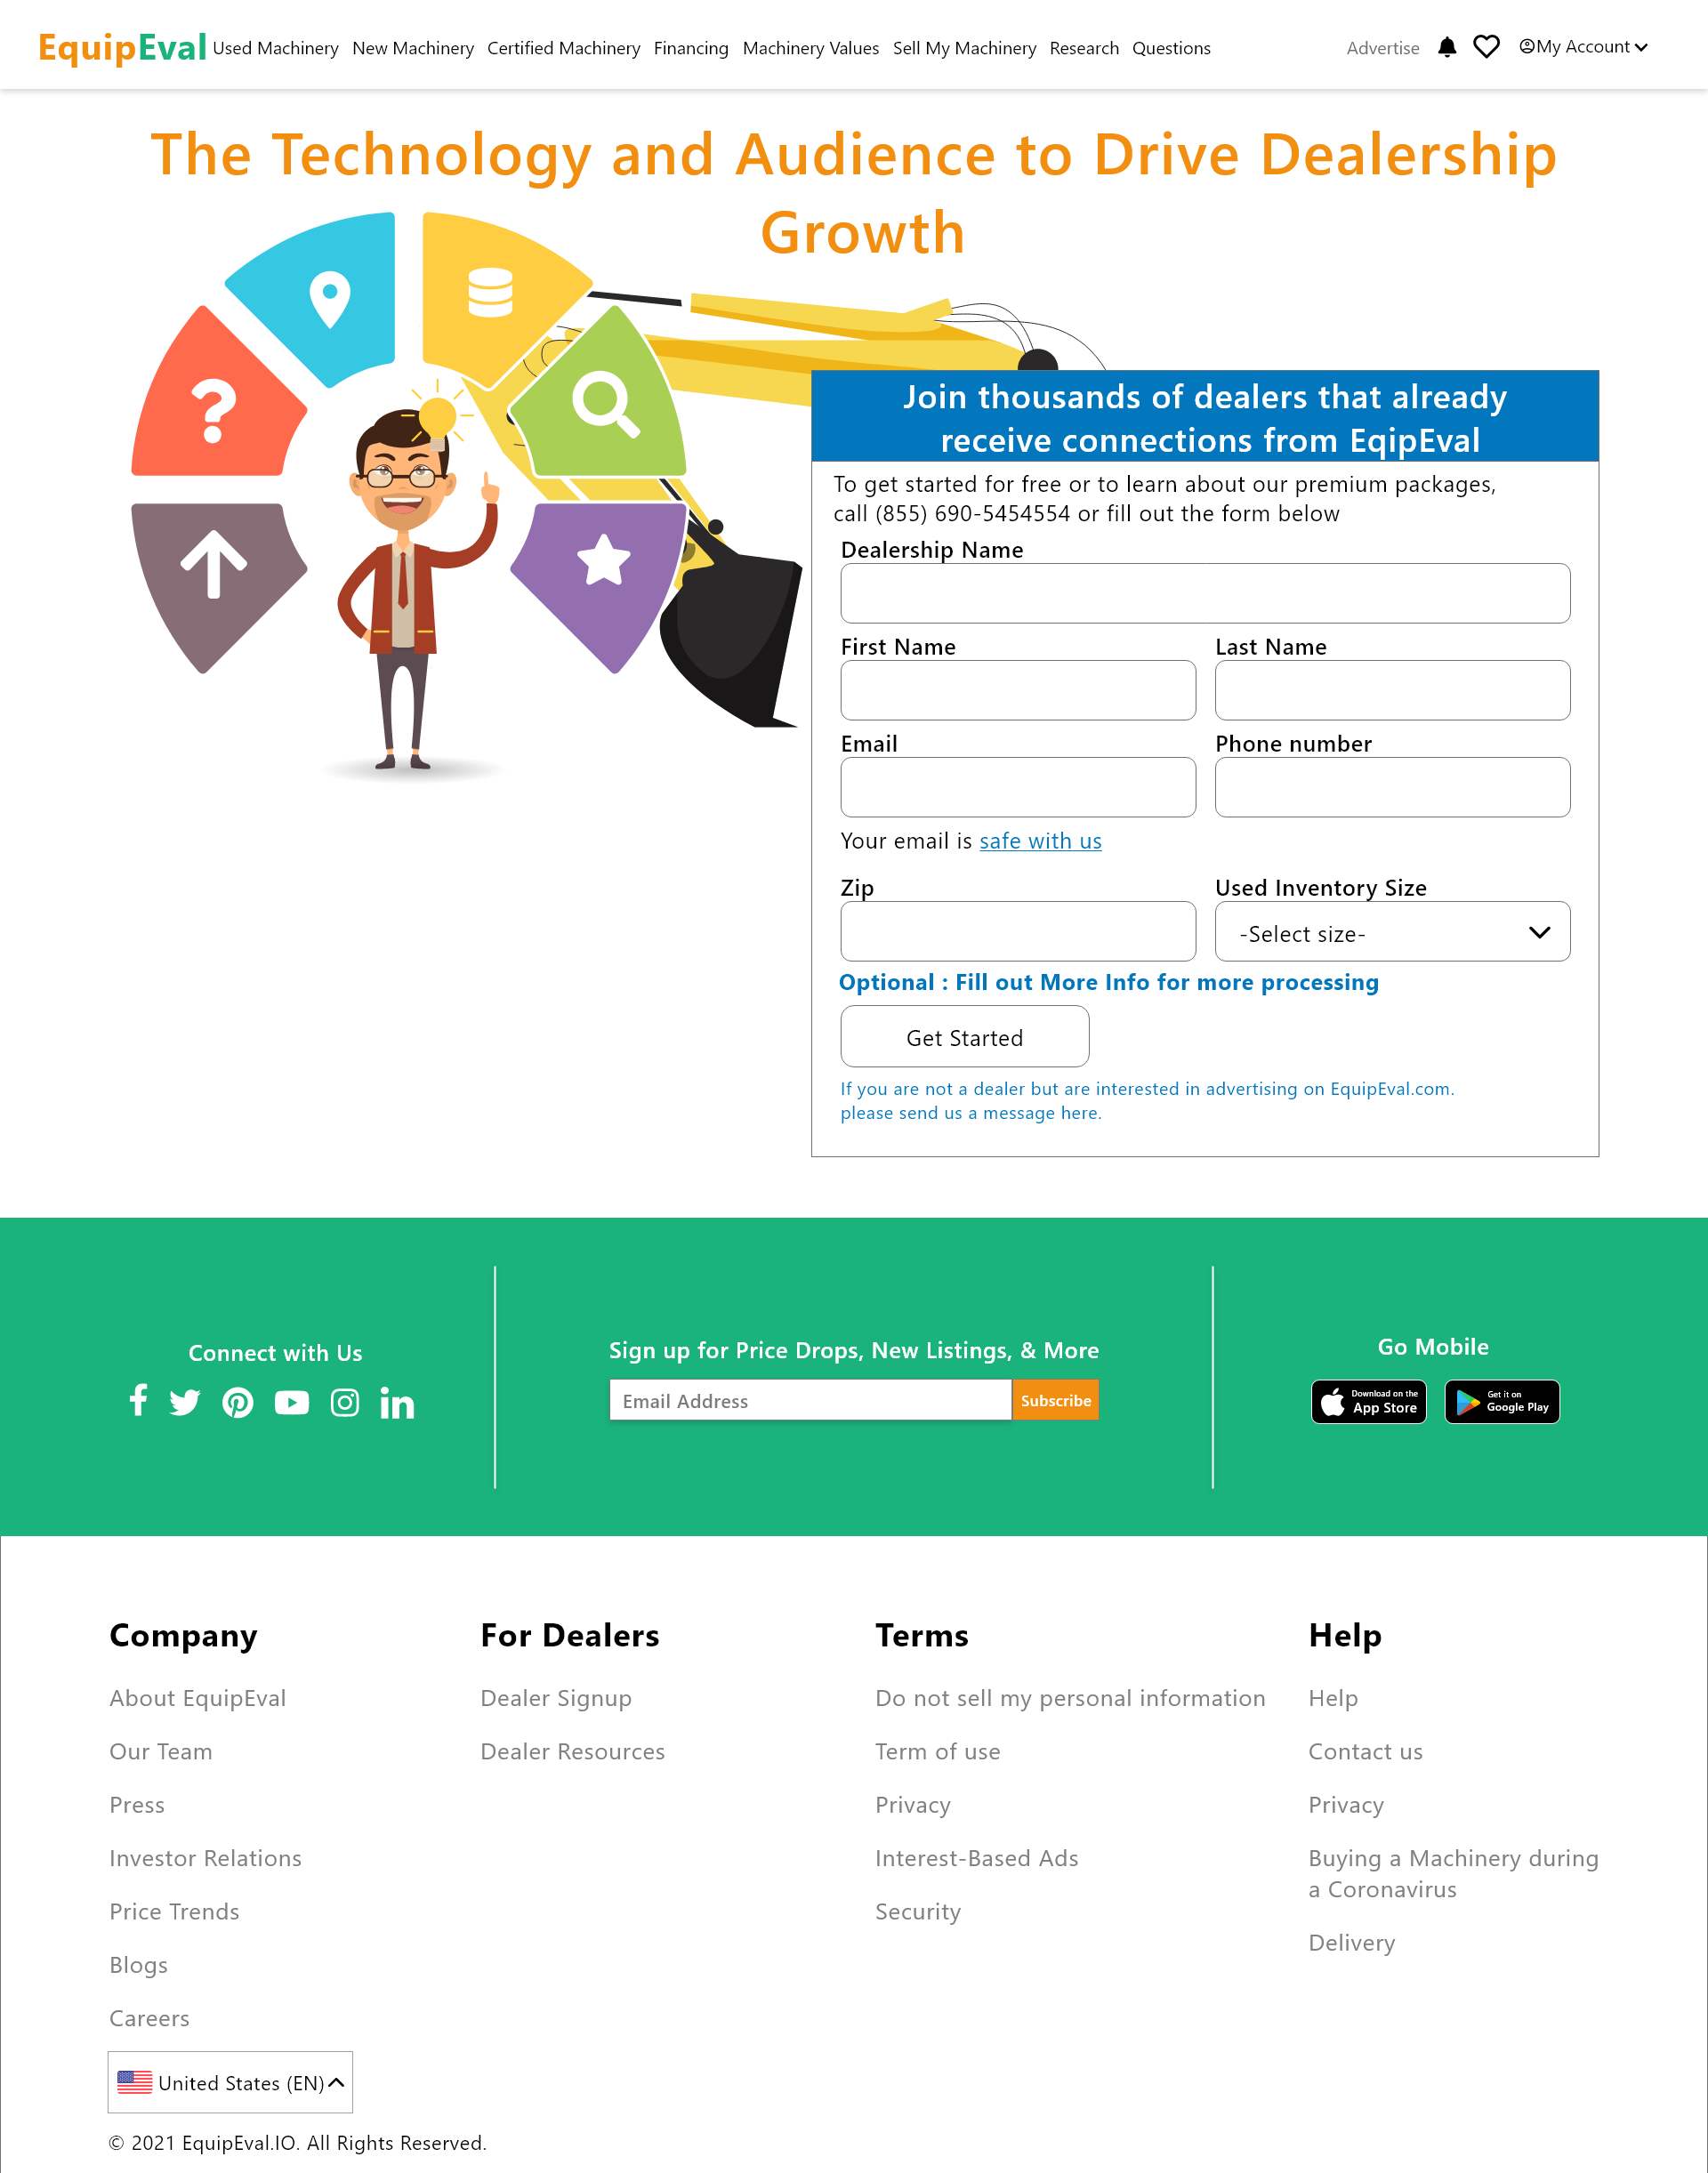 EquipEval Used Machinery New Machinery Certified Machinery Financing Machinery Values Sell My Machinery Research Questions Advertise My Account
The Technology and Audience to Drive Dealership
Growth
Join thousands of dealers that already
receive connections from EqipEval
To get started for free or to learn about our premium packages,
call (855) 690-5454554 or fill out the form below
Dealership Name
First Name Last Name
Email Phone number
Your email is safe with us
Zip Used Inventory Size
-Select size-
Optional : Fill out More Info for more processing
Get Started
If you are not a dealer but are interested in advertising on EquipEval.com.
please send us a message here.
Connect with Us
Sign up for Price Drops, New Listings, & More
Email Address Subscribe
Go Mobile
Download on the
App Store
Get it on
Google Play
Company
About EquipEval
Our Team
Press
Investor Relations
Price Trends
Blogs
Careers
For Dealers
Dealer Signup
Dealer Resources
Terms
Do not sell my personal information
Term of use
Privacy
Interest-Based Ads
Security
Help
Help
Contact us
Privacy
Buying a Machinery during
a Coronavirus
Delivery
United States (EN)
© 2021 EquipEval.IO. All Rights Reserved.